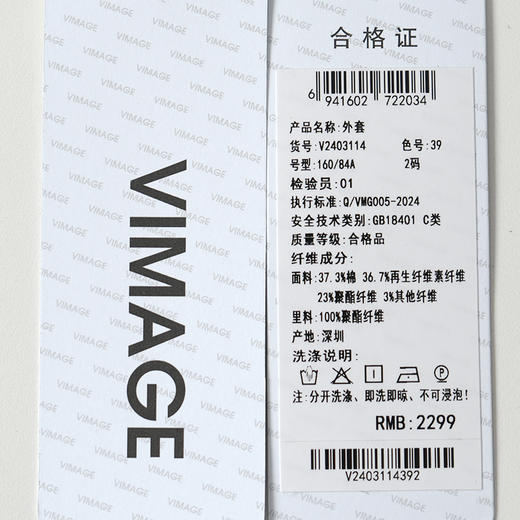 VIMAGE
合格证
6 941602 722034
产品名称:外套
货号:V2403114 色号:39
号型:160/84A 2码
检验员:01
执行标准:Q/VMG005-2024
安全技术类别:GB18401 C类
质量等级:合格品
纤维成分:
面料:37.3%棉 36.7%再生纤维素纤维
23%聚酯纤维 3%其他纤维
里料:100%聚酯纤维
产地:深圳
洗涤说明:
注:分开洗涤、即洗即晾、不可浸泡!
RMB:2299
V2403114392